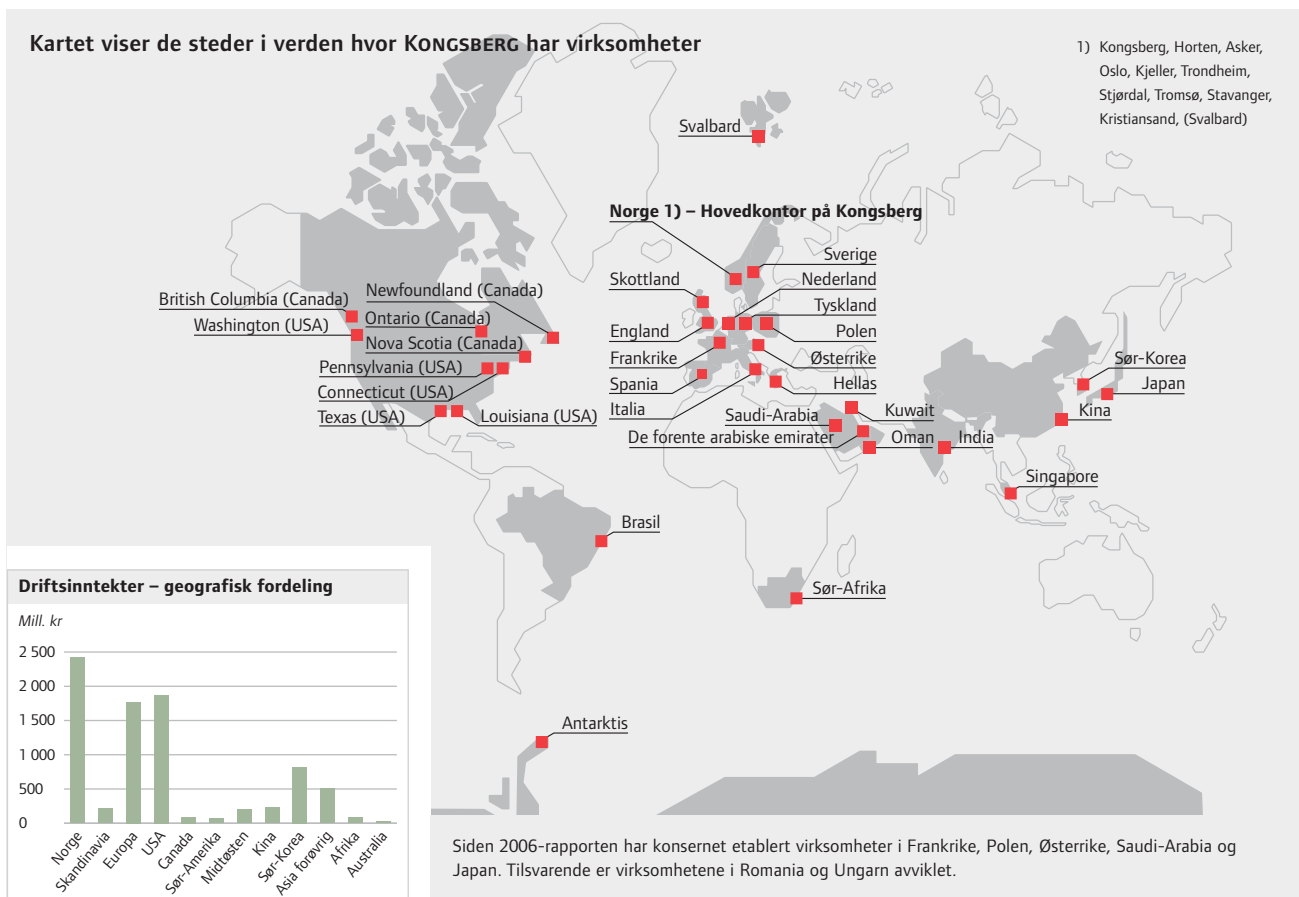 Kartet viser de steder i verden hvor KONGSBERG har virksomheter
1) Kongsberg, Horten, Asker,
Oslo, Kjeller, Trondheim,
Stjørdal, Tromsø, Stavanger,
Kristiansand, (Svalbard)
Svalbard
Norge 1) – Hovedkontor på Kongsberg
Sverige
Skottland
Nederland
Tyskland
England
Polen
Frankrike
Østerrike
Spania
Hellas
Italia
British Columbia (Canada)
Newfoundland (Canada)
Washington (USA)
Ontario (Canada)
Nova Scotia (Canada)
Pennsylvania (USA)
Connecticut (USA)
Texas (USA)
Louisiana (USA)
Saudi-Arabia
Kuwait
De forente arabiske emirater
Oman
India
Sør-Korea
Japan
Kina
Singapore
Brasil
Sør-Afrika
Antarktis
Driftsinntekter – geografisk fordeling
Mill. kr
2 500
2 000
1 500
1 000
500
0
Norge
Skandinavia
Europa
USA
Canada
Sør-Amerika
Midtøsten
Kina
Sør-Korea
Asia forøvrig
Afrika
Australia
Siden 2006-rapporten har konsernet etablert virksomheter i Frankrike, Polen, Østerrike, Saudi-Arabia og
Japan. Tilsvarende er virksomhetene i Romania og Ungarn avviklet.